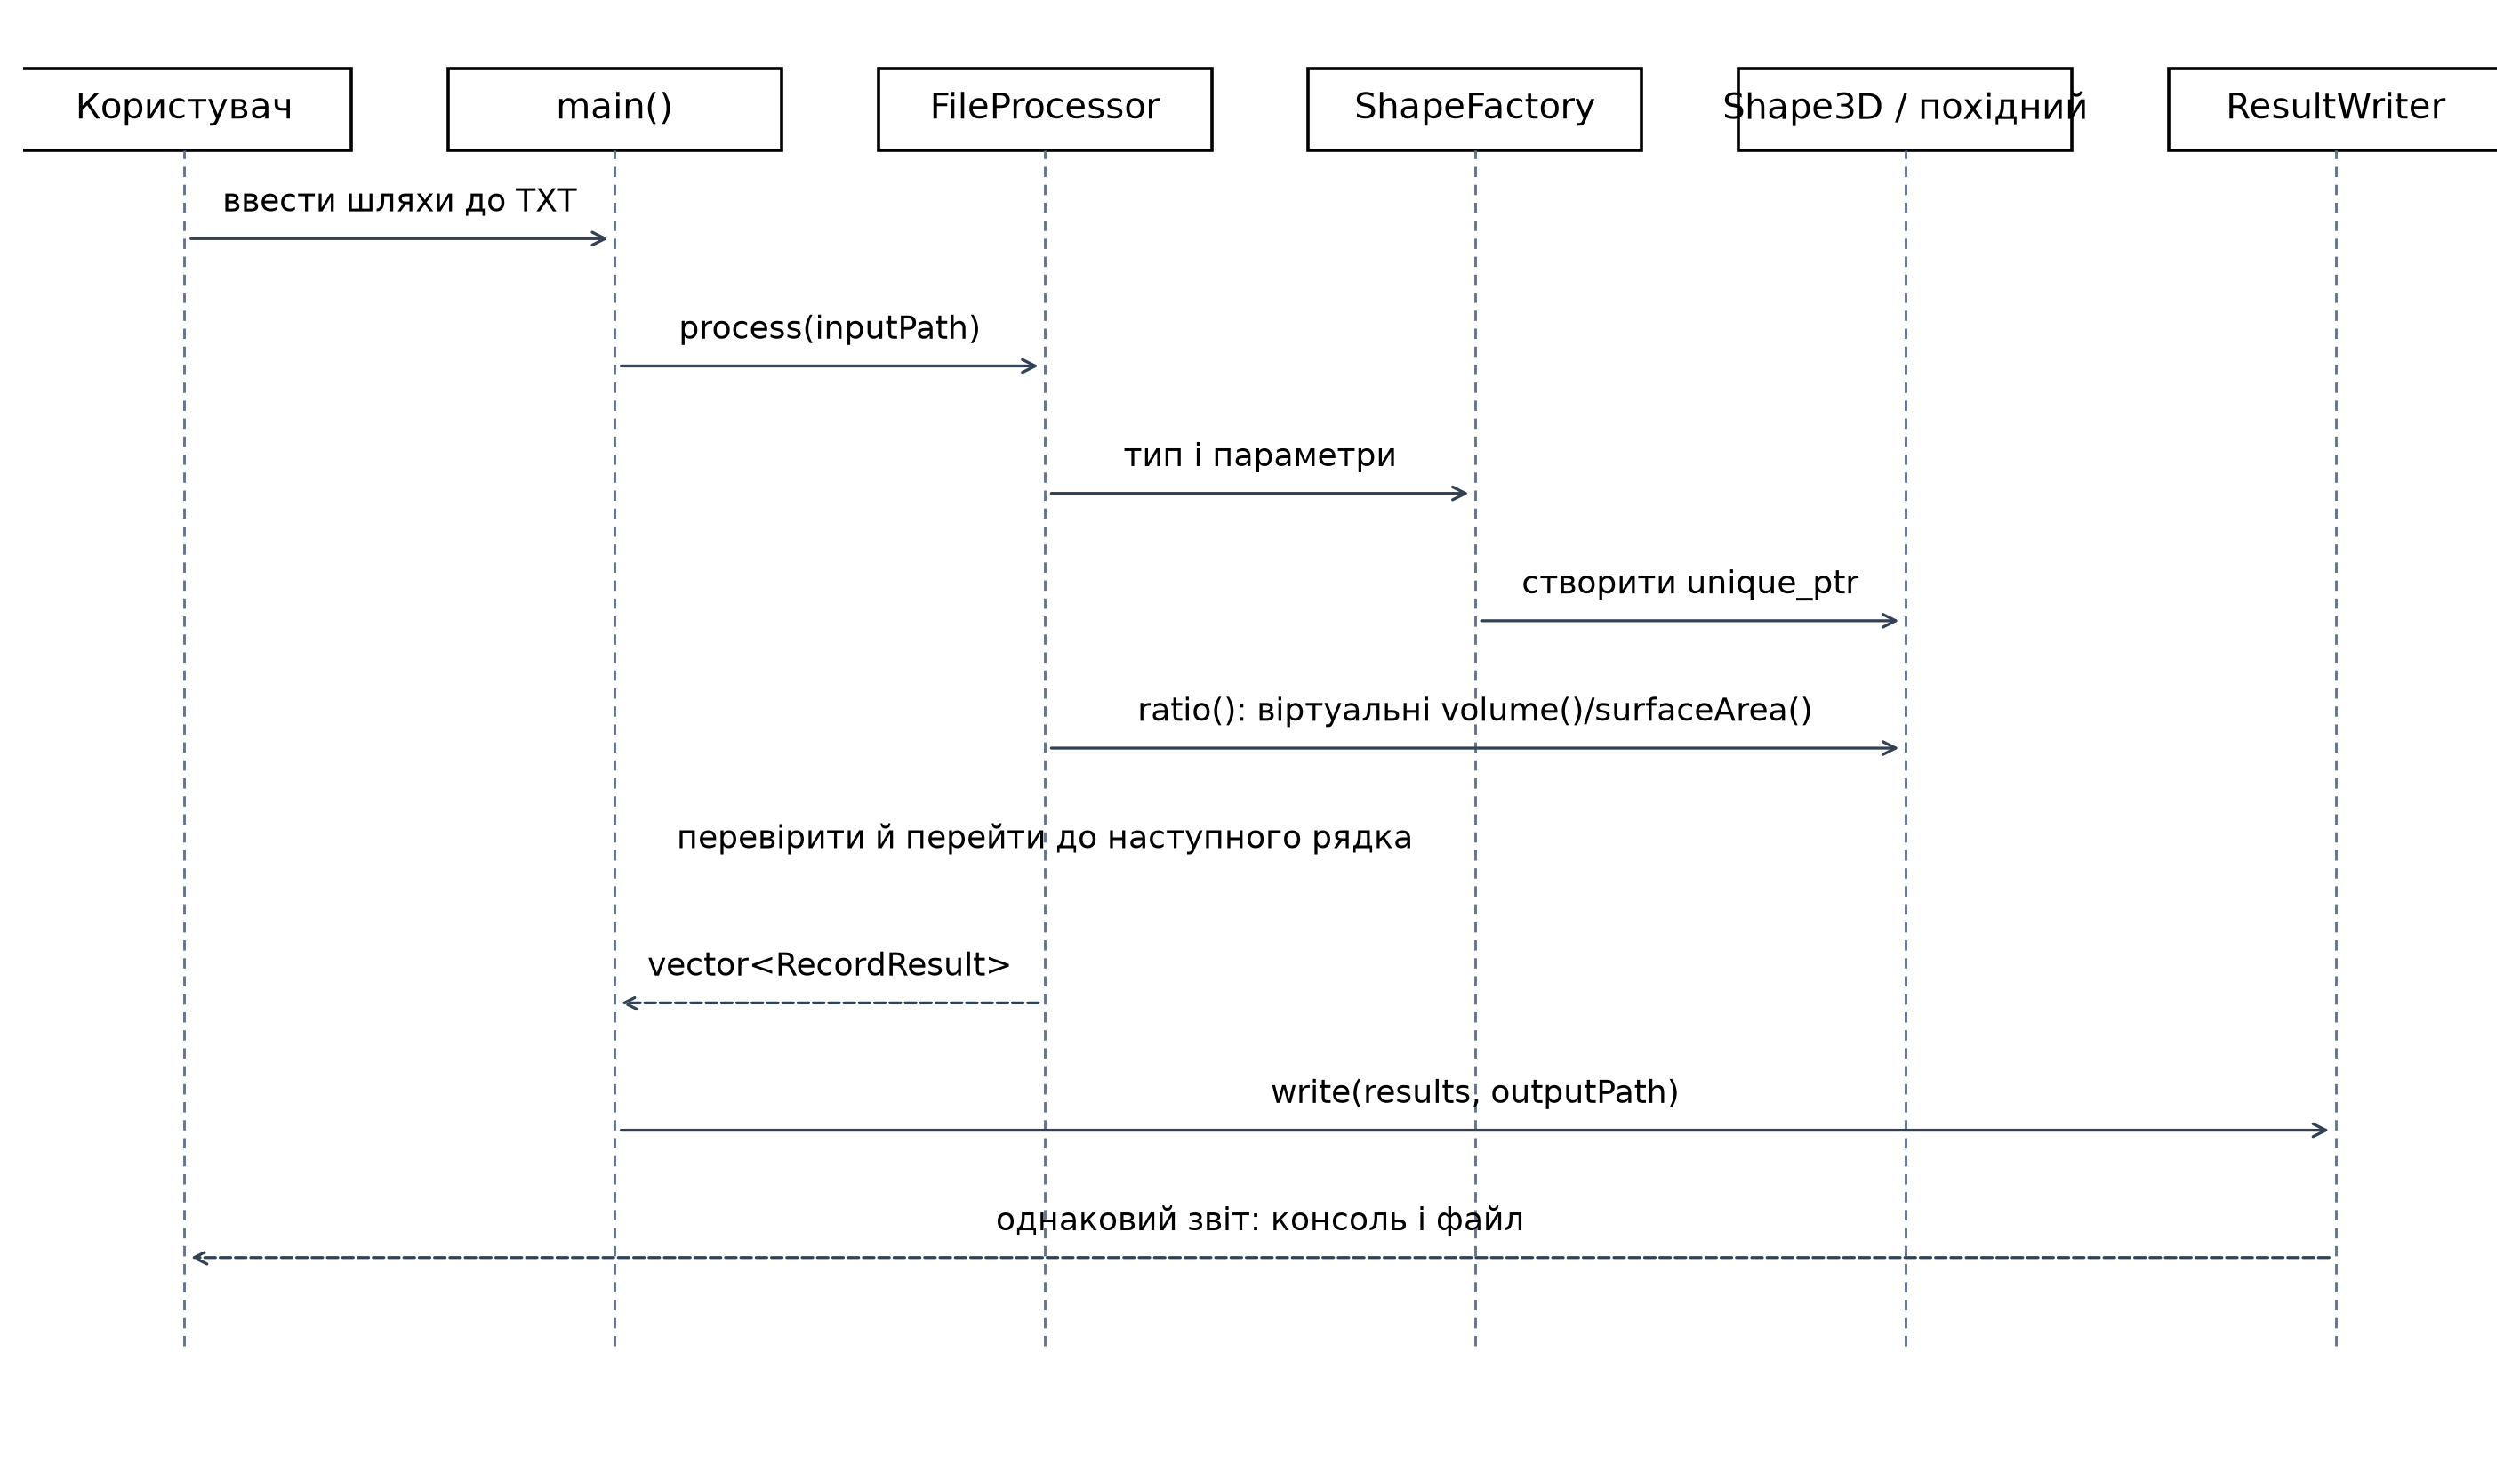 Користувач
main()
FileProcessor
ShapeFactory
Shape3D / похідний
ResultWriter
ввести шляхи до TXT
process(inputPath)
тип і параметри
створити unique_ptr
ratio(): віртуальні volume()/surfaceArea()
перевірити й перейти до наступного рядка
vector<RecordResult>
write(results, outputPath)
однаковий звіт: консоль і файл